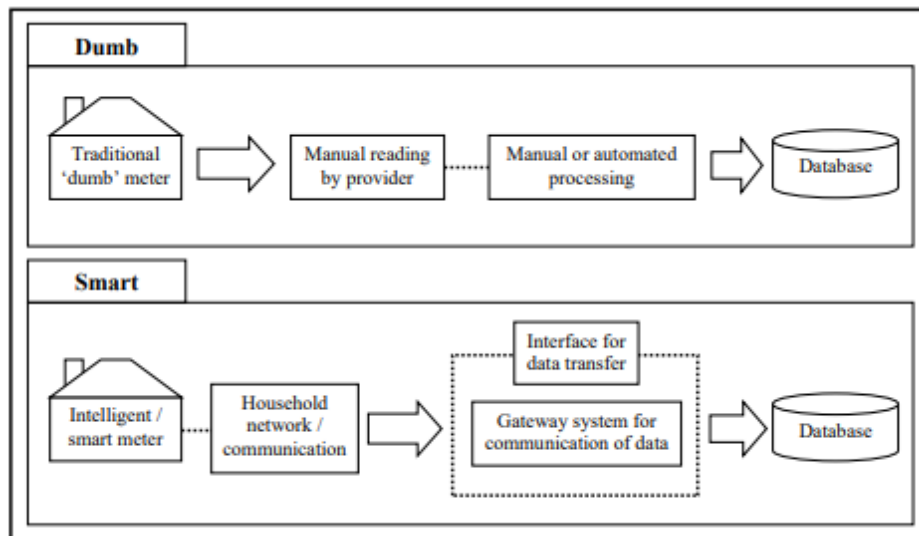 Dumb
Traditional
‘dumb’ meter
Manual reading
by provider
Manual or automated
processing
Database
Smart
Intelligent /
smart meter
Household
network /
communication
Interface for
data transfer
Gateway system for
communication of data
Database